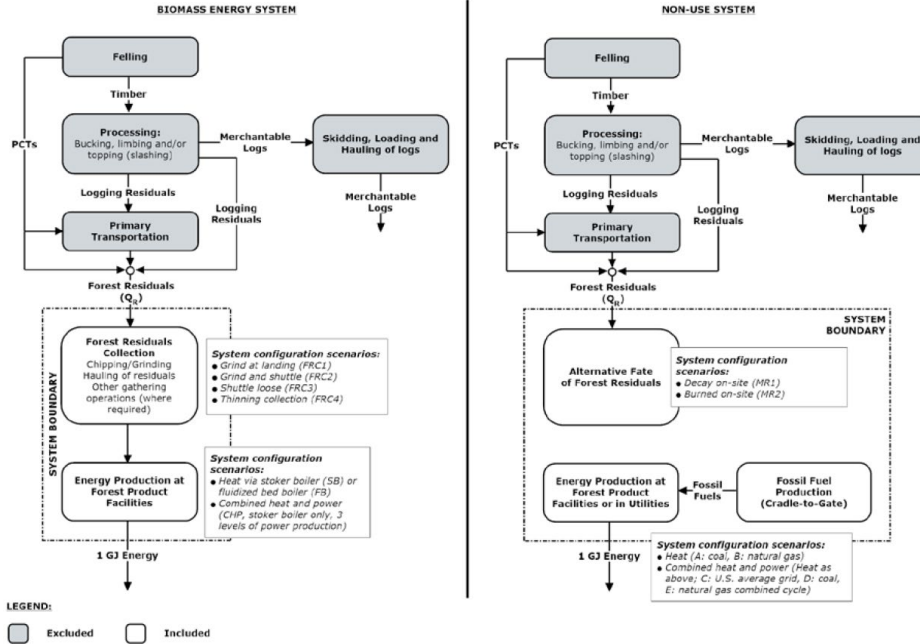 BIOMASS ENERGY SYSTEM
Felling
Timber
PCTs
Processing:
Bucking, limbing and/or
topping (slashing)
Merchantable
Logs
Skidding, Loading and
Hauling of logs
Merchantable
Logs
Logging Residuals
Logging
Residuals
Primary
Transportation
Forest Residuals
(QR)
SYSTEM BOUNDARY
Forest Residuals
Collection
Chipping/Grinding
Hauling of residuals
Other gathering
operations (where
required)
System configuration scenarios:
● Grind at landing (FRC1)
● Grind and shuttle (FRC2)
● Shuttle loose (FRC3)
● Thinning collection (FRC4)
Energy Production at
Forest Product
Facilities
System configuration
scenarios:
● Heat via stoker boiler (SB) or
fluidized bed boiler (FB)
● Combined heat and power
(CHP, stoker boiler only, 3
levels of power production)
1 GJ Energy
NON-USE SYSTEM
Felling
Timber
PCTs
Processing:
Bucking, limbing and/or
topping (slashing)
Merchantable
Logs
Skidding, Loading and
Hauling of logs
Merchantable
Logs
Logging Residuals
Logging
Residuals
Primary
Transportation
Forest Residuals
(QR)
SYSTEM
BOUNDARY
Alternative Fate
of Forest Residuals
System configuration
scenarios:
● Decay on-site (MR1)
● Burned on-site (MR2)
Energy Production at
Forest Product
Facilities or in Utilities
Fossil
Fuels
Fossil Fuel
Production
(Cradle-to-Gate)
1 GJ Energy
System configuration scenarios:
● Heat (A: coal, B: natural gas)
● Combined heat and power (Heat as
above; C: U.S. average grid, D: coal,
E: natural gas combined cycle)
LEGEND:
Excluded
Included